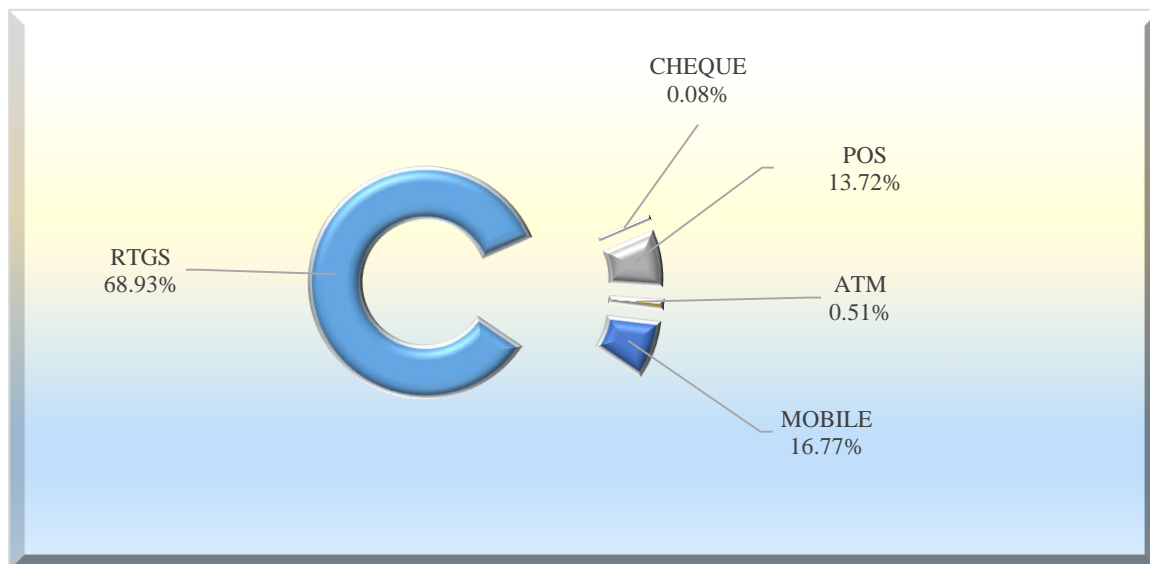 CHEQUE
0.08%
POS
13.72%
RTGS
68.93%
ATM
0.51%
MOBILE
16.77%